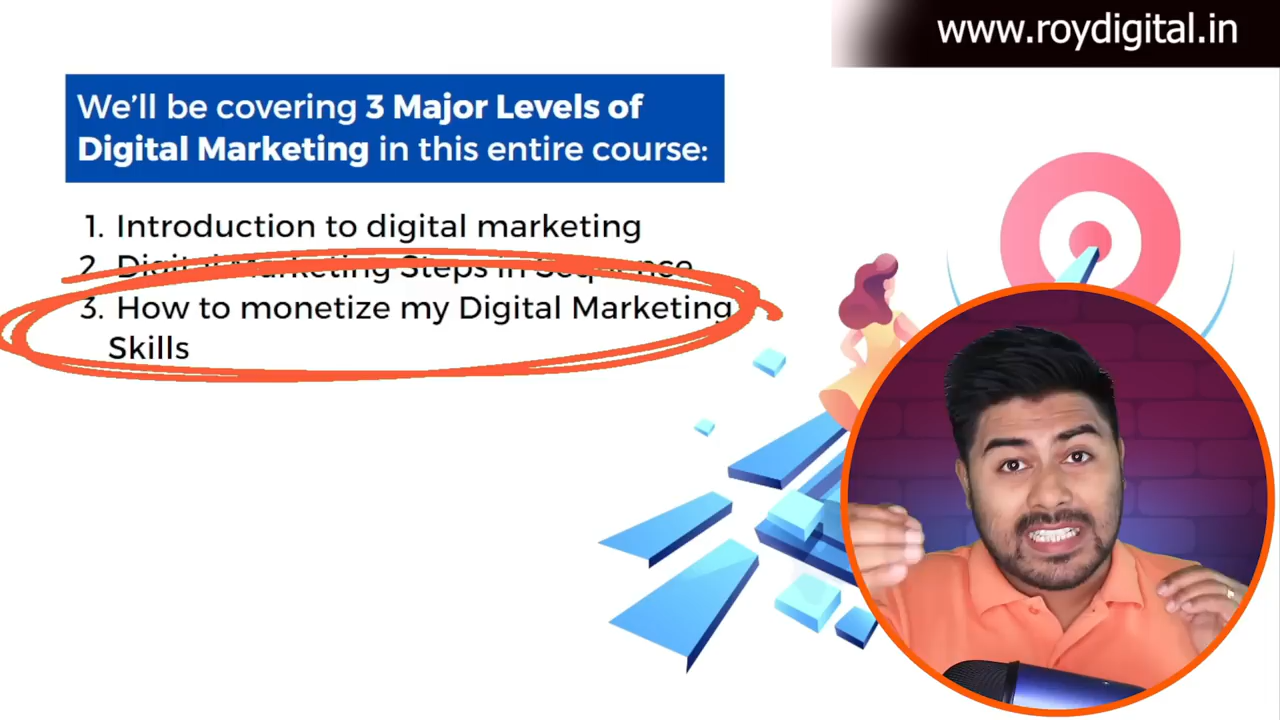 www.roydigital.in
We'll be covering 3 Major Levels of
Digital Marketing in this entire course:
1. Introduction to digital marketing
2. Digital Marketing Steps in Sequence
3. How to monetize my Digital Marketing
Skills